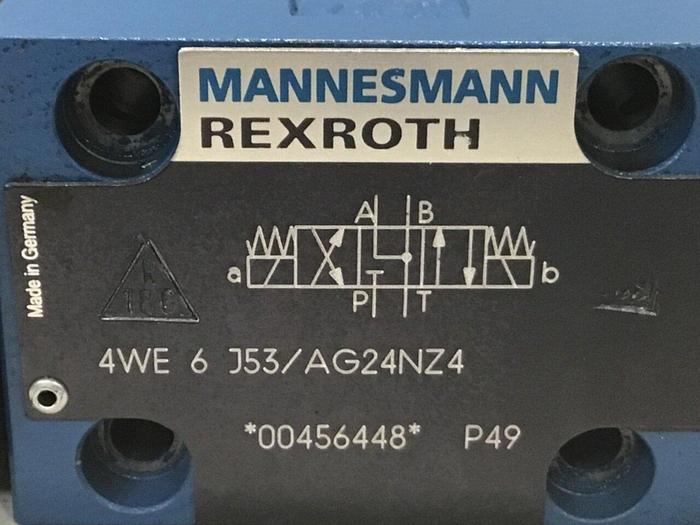 MANNESMANN
REXROTH
Made in Germany
A B
a b
P T
4WE 6 J53/AG24NZ4
*00456448* P49